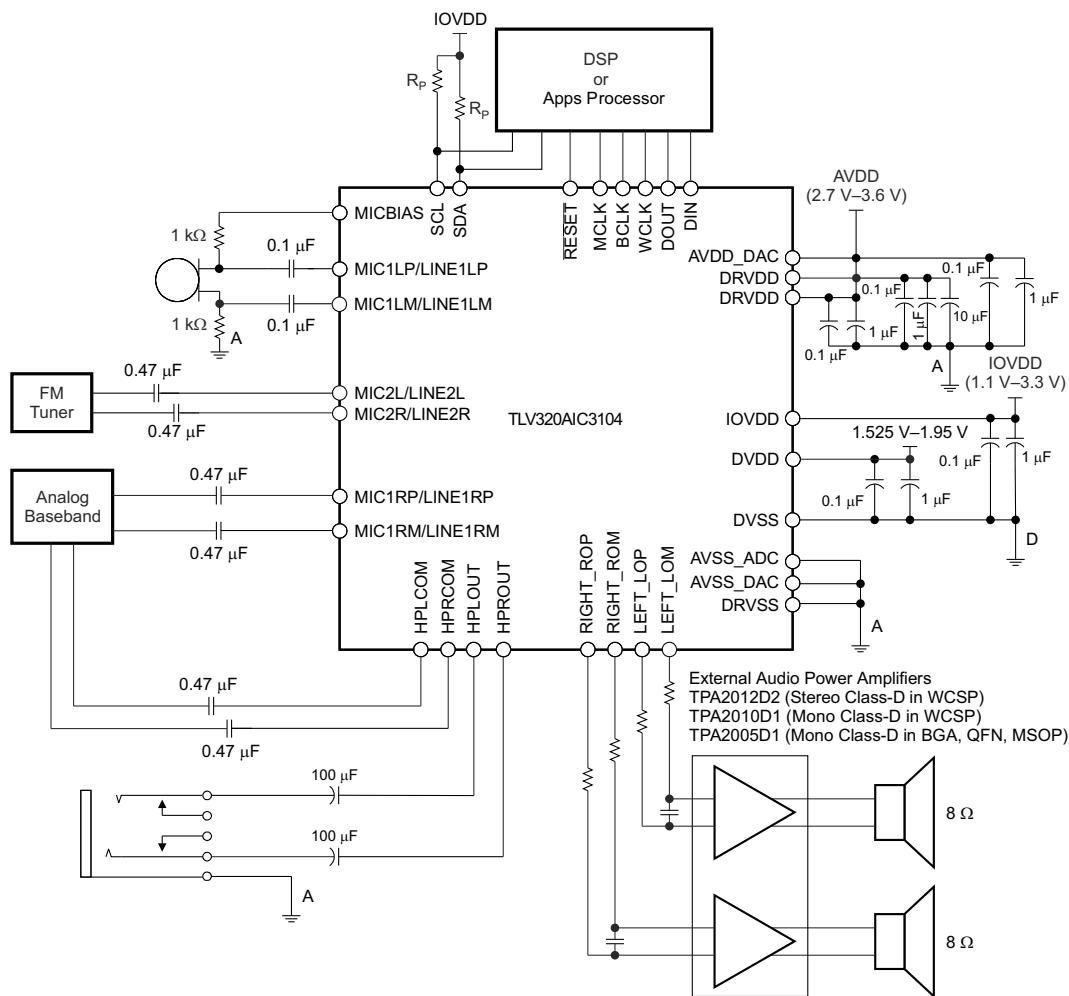 IOVDD
R_P
R_P
DSP
or
Apps Processor
AVDD
(2.7 V–3.6 V)
SCL
SDA
RESET
MCLK
BCLK
WCLK
DOUT
DIN
MICBIAS
1 kΩ
0.1 μF
MIC1LP/LINE1LP
MIC1LM/LINE1LM
1 kΩ
A
0.1 μF
AVDD_DAC
DRVDD
DRVDD
0.1 μF
1 μF
0.1 μF
1 μF
10 μF
0.1 μF
1 μF
A
IOVDD
(1.1 V–3.3 V)
FM
Tuner
0.47 μF
0.47 μF
MIC2L/LINE2L
MIC2R/LINE2R
TLV320AIC3104
IOVDD
1.525 V–1.95 V
DVDD
0.1 μF
1 μF
0.1 μF
1 μF
DVSS
D
Analog
Baseband
0.47 μF
0.47 μF
MIC1RP/LINE1RP
MIC1RM/LINE1RM
AVSS_ADC
AVSS_DAC
DRVSS
A
HPLCOM
HPRCOM
HPLOUT
HPROUT
RIGHT_ROP
RIGHT_ROM
LEFT_LOP
LEFT_LOM
0.47 μF
0.47 μF
External Audio Power Amplifiers
TPA2012D2 (Stereo Class-D in WCSP)
TPA2010D1 (Mono Class-D in WCSP)
TPA2005D1 (Mono Class-D in BGA, QFN, MSOP)
100 μF
100 μF
A
8 Ω
8 Ω